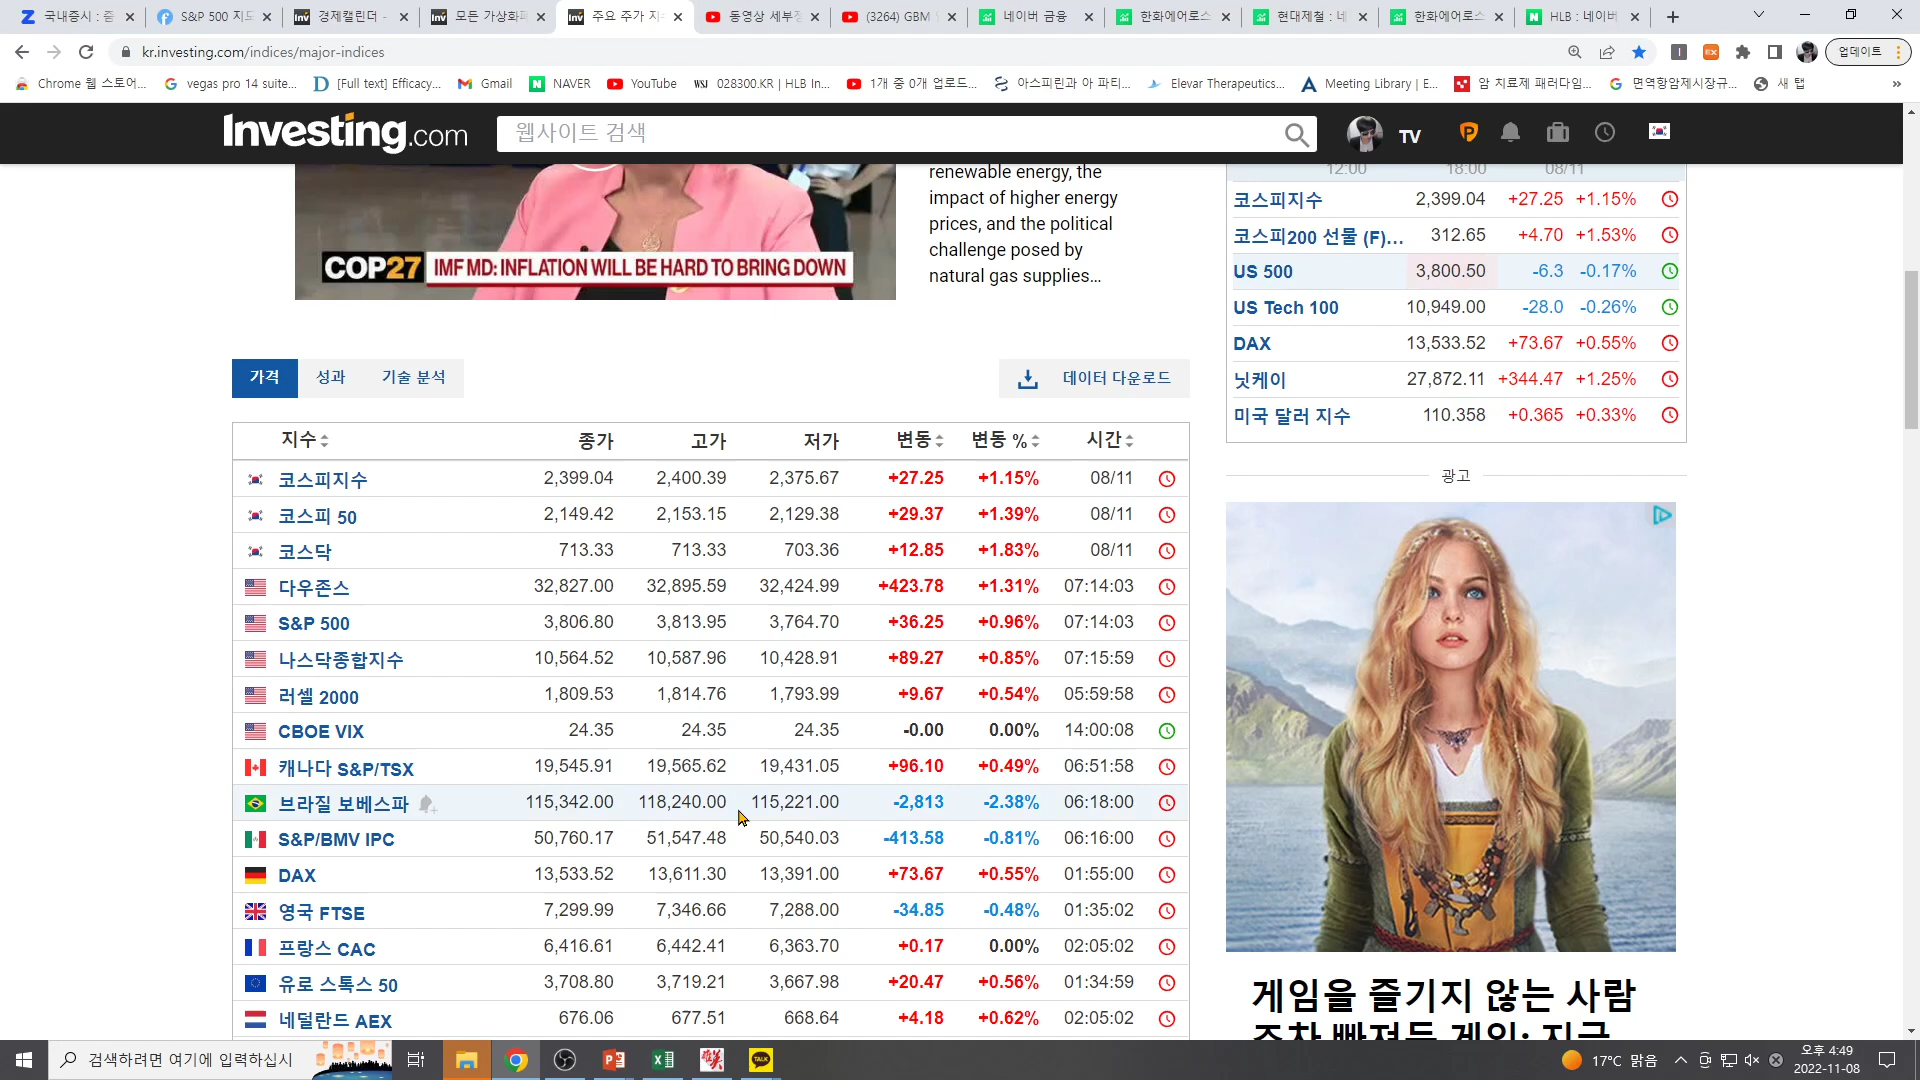 국내증시 : 증
S&P 500 지도
경제캘린더 -
모든 가상화폐
주요 주가 지수
동영상 세부정
(3264) GBM
네이버 금융
한화에어로스
현대제철 : 네
한화에어로스
HLB : 네이버
kr.investing.com/indices/major-indices
업데이트
Chrome 웹 스토어...
vegas pro 14 suite...
[Full text] Efficacy...
Gmail
NAVER
YouTube
028300.KR | HLB In...
1개 중 0개 업로드...
아스피린과 아 파티...
Elevar Therapeutics...
Meeting Library | E...
암 치료제 패러다임...
면역항암제시장규...
새 탭
Investing.com
웹사이트 검색
TV
COP27 IMF MD: INFLATION WILL BE HARD TO BRING DOWN
renewable energy, the
impact of higher energy
prices, and the political
challenge posed by
natural gas supplies...
12:00 18:00 08/11
코스피지수 2,399.04 +27.25 +1.15%
코스피200 선물 (F)... 312.65 +4.70 +1.53%
US 500 3,800.50 -6.3 -0.17%
US Tech 100 10,949.00 -28.0 -0.26%
DAX 13,533.52 +73.67 +0.55%
닛케이 27,872.11 +344.47 +1.25%
미국 달러 지수 110.358 +0.365 +0.33%
가격 성과 기술 분석
데이터 다운로드
지수 종가 고가 저가 변동 변동 % 시간
코스피지수 2,399.04 2,400.39 2,375.67 +27.25 +1.15% 08/11
코스피 50 2,149.42 2,153.15 2,129.38 +29.37 +1.39% 08/11
코스닥 713.33 713.33 703.36 +12.85 +1.83% 08/11
다우존스 32,827.00 32,895.59 32,424.99 +423.78 +1.31% 07:14:03
S&P 500 3,806.80 3,813.95 3,764.70 +36.25 +0.96% 07:14:03
나스닥종합지수 10,564.52 10,587.96 10,428.91 +89.27 +0.85% 07:15:59
러셀 2000 1,809.53 1,814.76 1,793.99 +9.67 +0.54% 05:59:58
CBOE VIX 24.35 24.35 24.35 -0.00 0.00% 14:00:08
캐나다 S&P/TSX 19,545.91 19,565.62 19,431.05 +96.10 +0.49% 06:51:58
브라질 보베스파 115,342.00 118,240.00 115,221.00 -2,813 -2.38% 06:18:00
S&P/BMV IPC 50,760.17 51,547.48 50,540.03 -413.58 -0.81% 06:16:00
DAX 13,533.52 13,611.30 13,391.00 +73.67 +0.55% 01:55:00
영국 FTSE 7,299.99 7,346.66 7,288.00 -34.85 -0.48% 01:35:02
프랑스 CAC 6,416.61 6,442.41 6,363.70 +0.17 0.00% 02:05:02
유로 스톡스 50 3,708.80 3,719.21 3,667.98 +20.47 +0.56% 01:34:59
네덜란드 AEX 676.06 677.51 668.64 +4.18 +0.62% 02:05:02
광고
게임을 즐기지 않는 사람
조차 빠져든 게임: 지금
검색하려면 여기에 입력하십시
TALK
17°C 맑음
오후 4:49
2022-11-08